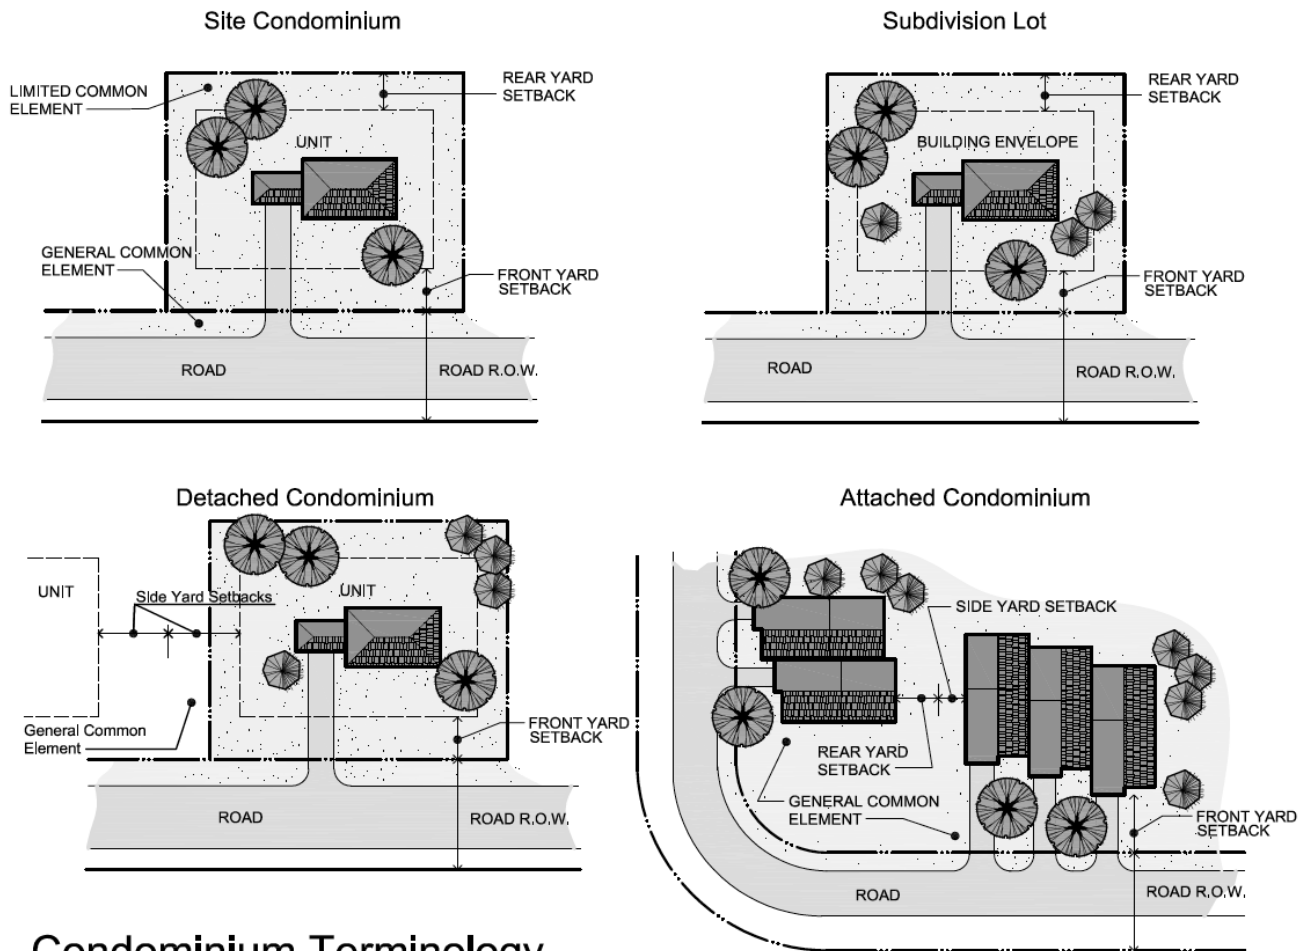 Site Condominium
LIMITED COMMON
ELEMENT
REAR YARD
SETBACK
UNIT
GENERAL COMMON
ELEMENT
FRONT YARD
SETBACK
ROAD
ROAD R.O.W.
Subdivision Lot
REAR YARD
SETBACK
BUILDING ENVELOPE
FRONT YARD
SETBACK
ROAD
ROAD R.O.W.
Detached Condominium
UNIT
Side Yard Setbacks
UNIT
General Common
Element
FRONT YARD
SETBACK
ROAD
ROAD R.O.W.
Attached Condominium
SIDE YARD SETBACK
REAR YARD
SETBACK
GENERAL COMMON
ELEMENT
FRONT YARD
SETBACK
ROAD
ROAD R.O.W.
Condominium Terminology